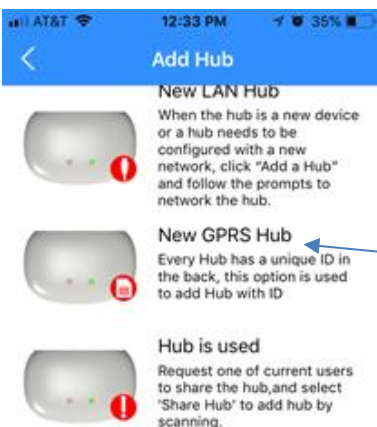 AT&T 12:33 PM 35%
Add Hub
New LAN Hub
When the hub is a new device
or a hub needs to be
configured with a new
network, click "Add a Hub"
and follow the prompts to
network the hub.
New GPRS Hub
Every Hub has a unique ID in
the back, this option is used
to add Hub with ID
Hub is used
Request one of current users
to share the hub,and select
'Share Hub' to add hub by
scanning.